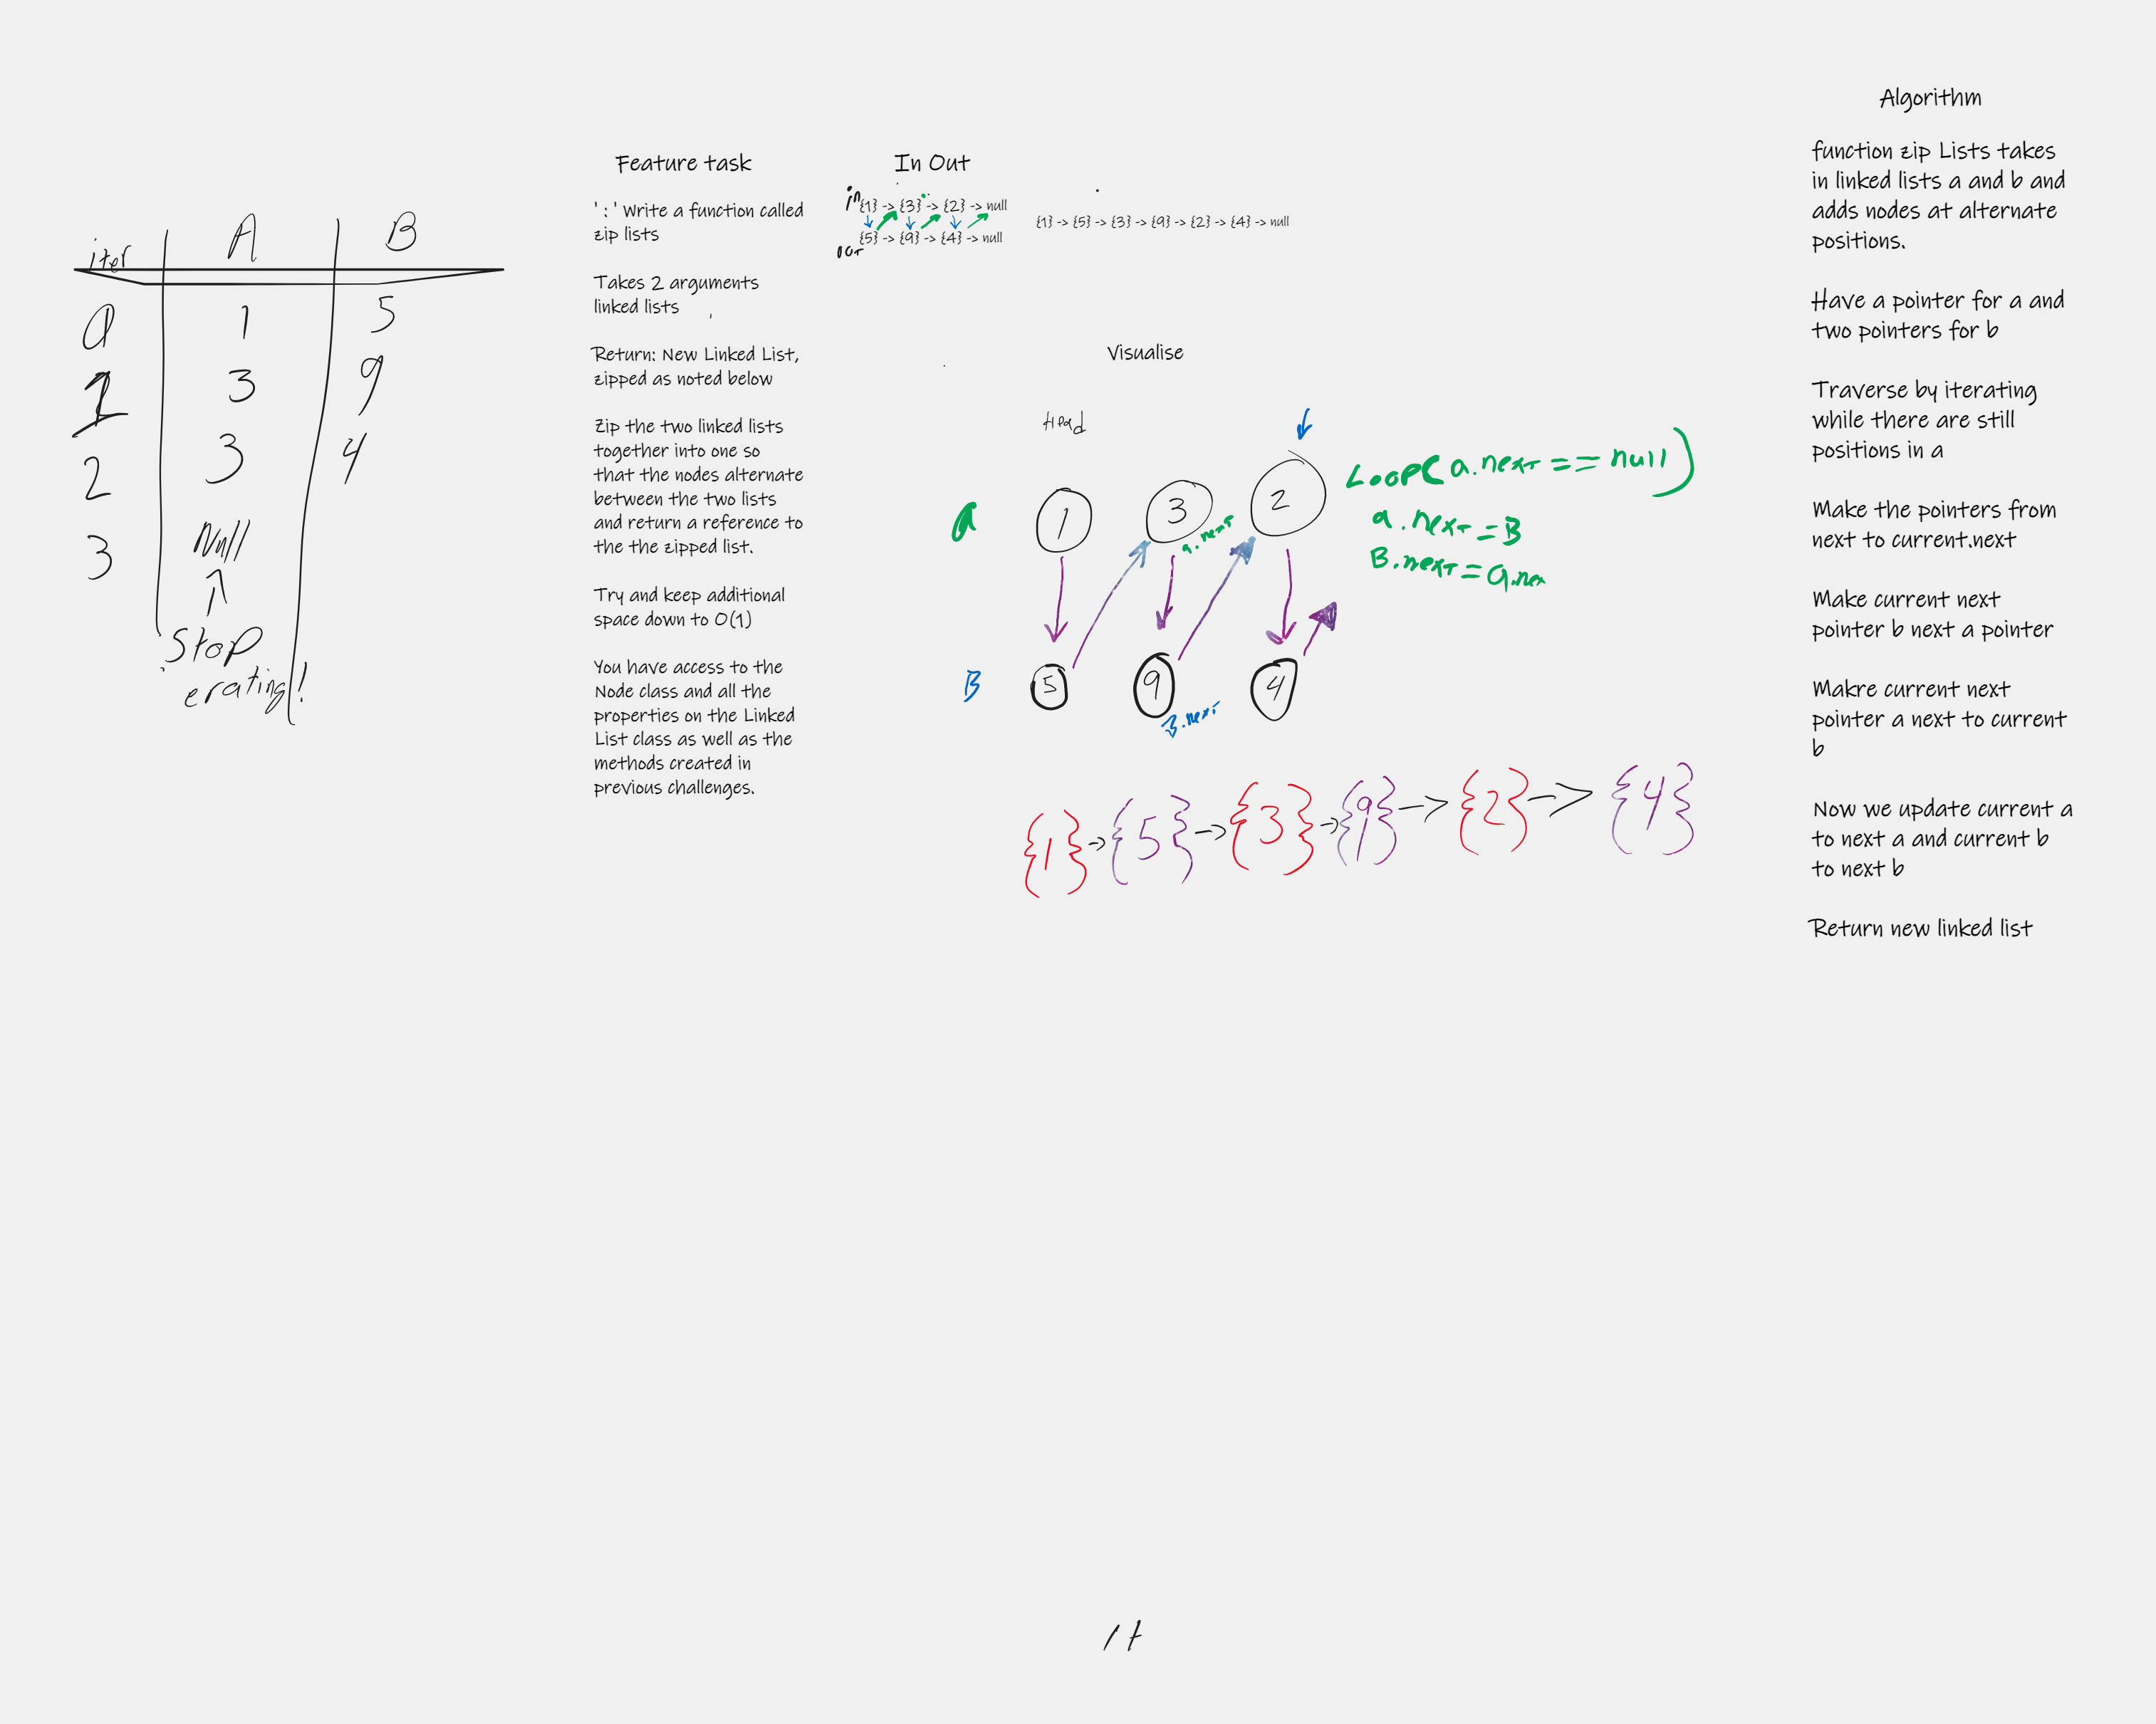 iter A B
0 1 5
1 3 9
2 3 4
3 Null
Stop
erating!
Feature task
':' Write a function called
zip lists
Takes 2 arguments
linked lists
Return: New Linked List,
zipped as noted below
Zip the two linked lists
together into one so
that the nodes alternate
between the two lists
and return a reference to
the the zipped list.
Try and keep additional
space down to O(1)
You have access to the
Node class and all the
properties on the Linked
List class as well as the
methods created in
previous challenges.
In Out
in
{1} -> {3} -> {2} -> null
{5} -> {9} -> {4} -> null
out
{1} -> {5} -> {3} -> {9} -> {2} -> {4} -> null
Visualise
Head
a 1 3 2
a.next
B 5 9 4
B.next
Loop(a.next == null)
a.next = B
B.next = a.nex
{1} -> {5} -> {3} -> {9} -> {2} -> {4}
Algorithm
function zip Lists takes
in linked lists a and b and
adds nodes at alternate
positions.
Have a pointer for a and
two pointers for b
Traverse by iterating
while there are still
positions in a
Make the pointers from
next to current.next
Make current next
pointer b next a pointer
Makre current next
pointer a next to current
b
Now we update current a
to next a and current b
to next b
Return new linked list